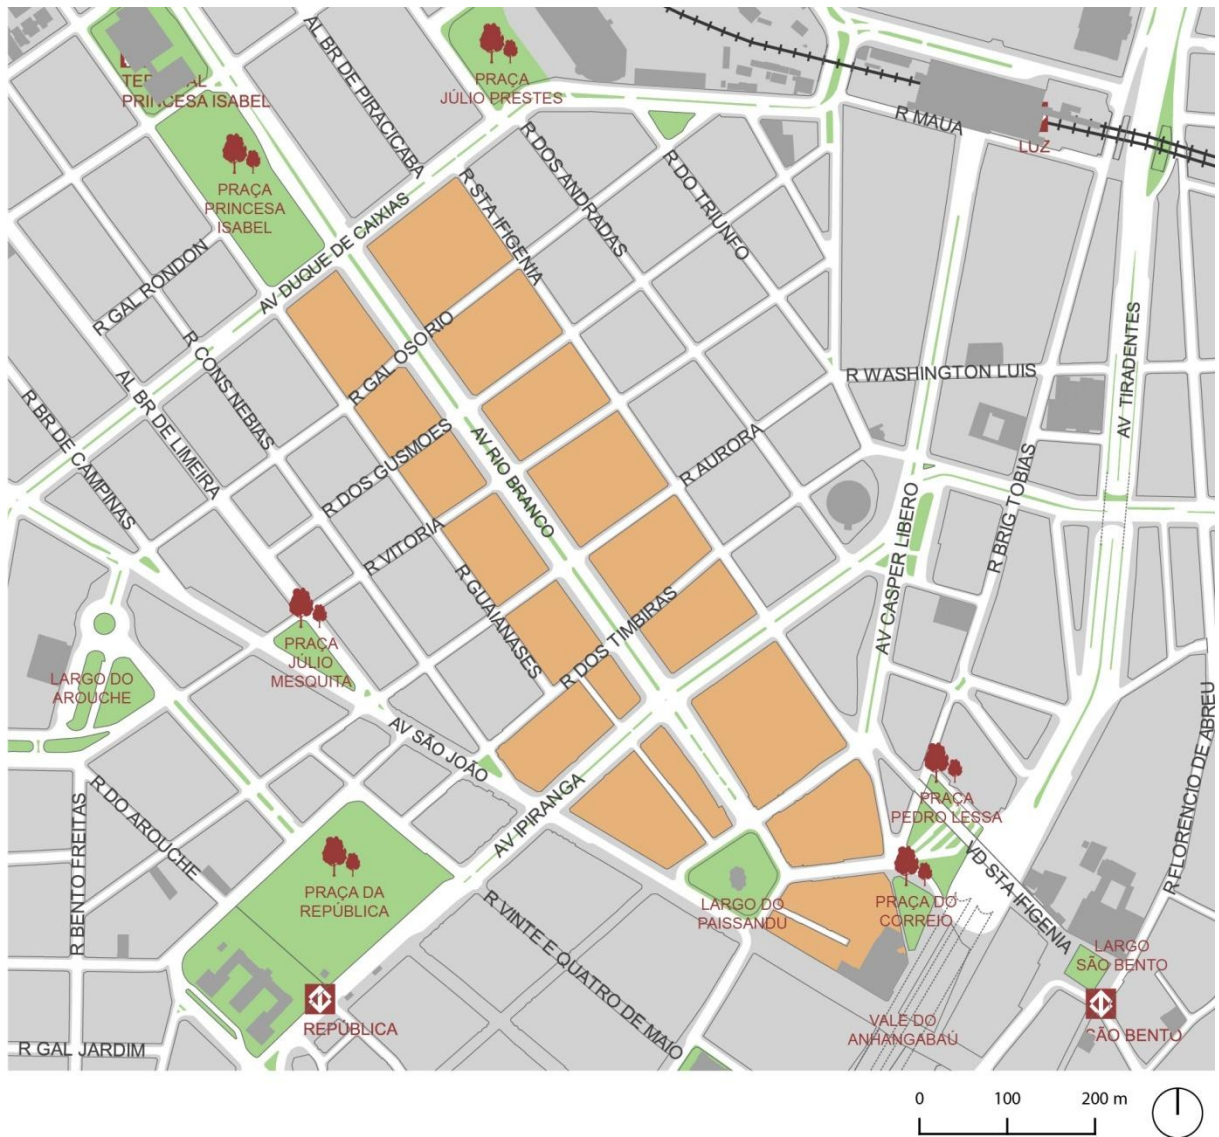 AL BR DE PIRACICABA
PRAÇA
JÚLIO PRESTES
PRINCESA ISABEL
R MAUA
LUZ
PRAÇA
PRINCESA
ISABEL
R STA IFIGENIA
R DOS ANDRADAS
R DO TRIUNFO
AV DUQUE DE CAIXIAS
R GAL RONDON
R GAL OSORIO
R CONS NEBIAS
AL BR DE LIMEIRA
R BR DE CAMPINAS
R DOS GUSMOES
AV RIO BRANCO
R AURORA
R WASHINGTON LUIS
AV TIRADENTES
R VITORIA
R GUAIANASES
R DOS TIMBIRAS
AV CASPER LIBERO
R BRIG TOBIAS
PRAÇA
JÚLIO
MESQUITA
LARGO DO
AROUCHE
AV SÃO JOÃO
AV IPIRANGA
R FLORENCIO DE ABREU
R BENTO FREITAS
R DO AROUCHE
PRAÇA
PEDRO LESSA
VD STA IFIGENIA
PRAÇA DA
REPÚBLICA
R VINTE E QUATRO DE MAIO
LARGO DO
PAISSANDU
PRAÇA DO
CORREIO
LARGO
SÃO BENTO
REPÚBLICA
VALE DO
ANHANGABAÚ
SÃO BENTO
R GAL JARDIM
0 100 200 m